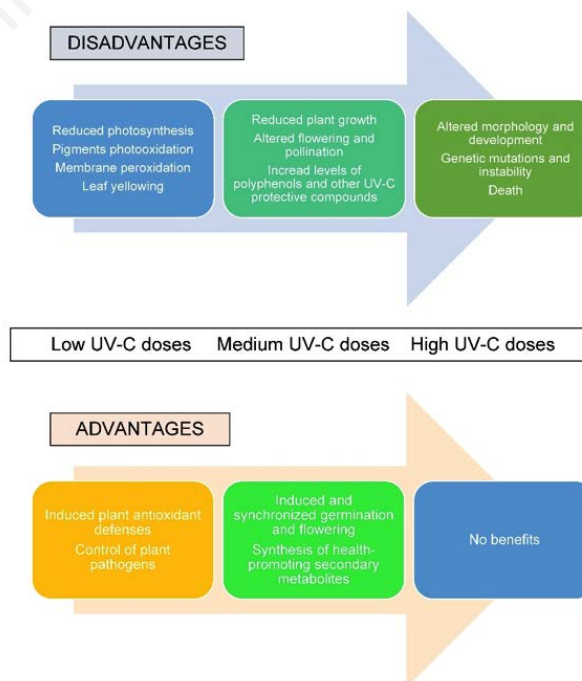 DISADVANTAGES
Reduced photosynthesis
Pigments photooxidation
Membrane peroxidation
Leaf yellowing
Reduced plant growth
Altered flowering and
pollination
Incread levels of
polyphenols and other UV-C
protective compounds
Altered morphology and
development
Genetic mutations and
instability
Death
Low UV-C doses Medium UV-C doses High UV-C doses
ADVANTAGES
Induced plant antioxidant
defenses
Control of plant
pathogens
Induced and
synchronized germination
and flowering
Synthesis of health-
promoting secondary
metabolites
No benefits